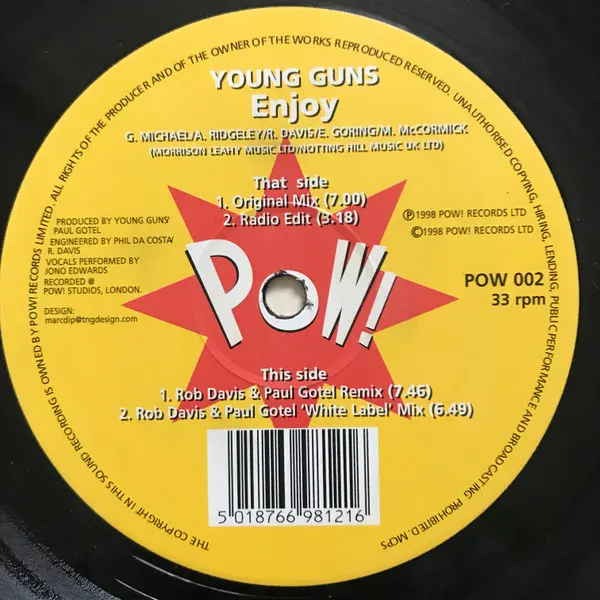 THE COPYRIGHT IN THIS SOUND RECORDING IS OWNED BY POW! RECORDS LIMITED. ALL RIGHTS OF THE PRODUCER AND OF THE OWNER OF THE WORKS REPRODUCED RESERVED. UNAUTHORISED COPYING, HIRING, LENDING, PUBLIC PERFORMANCE AND BROADCASTING PROHIBITED. MCPS
YOUNG GUNS
Enjoy
G. MICHAEL/A. RIDGELEY/R. DAVIS/E. GORING/M. McCORMICK
(MORRISON LEAHY MUSIC LTD/NOTTING HILL MUSIC UK LTD)
That side
1. Original Mix (7.00)
2. Radio Edit (3.18)
PRODUCED BY YOUNG GUNS/
PAUL GOTEL
ENGINEERED BY PHIL DA COSTA/
R. DAVIS
VOCALS PERFORMED BY
JONO EDWARDS
RECORDED @
POW! STUDIOS, LONDON.
DESIGN:
marcdip@tngdesign.com
℗1998 POW! RECORDS LTD
©1998 POW! RECORDS LTD
POW 002
33 rpm
POW!
This side
1. Rob Davis & Paul Gotel Remix (7.46)
2. Rob Davis & Paul Gotel ‘White Label’ Mix (6.49)
5 018766 981216